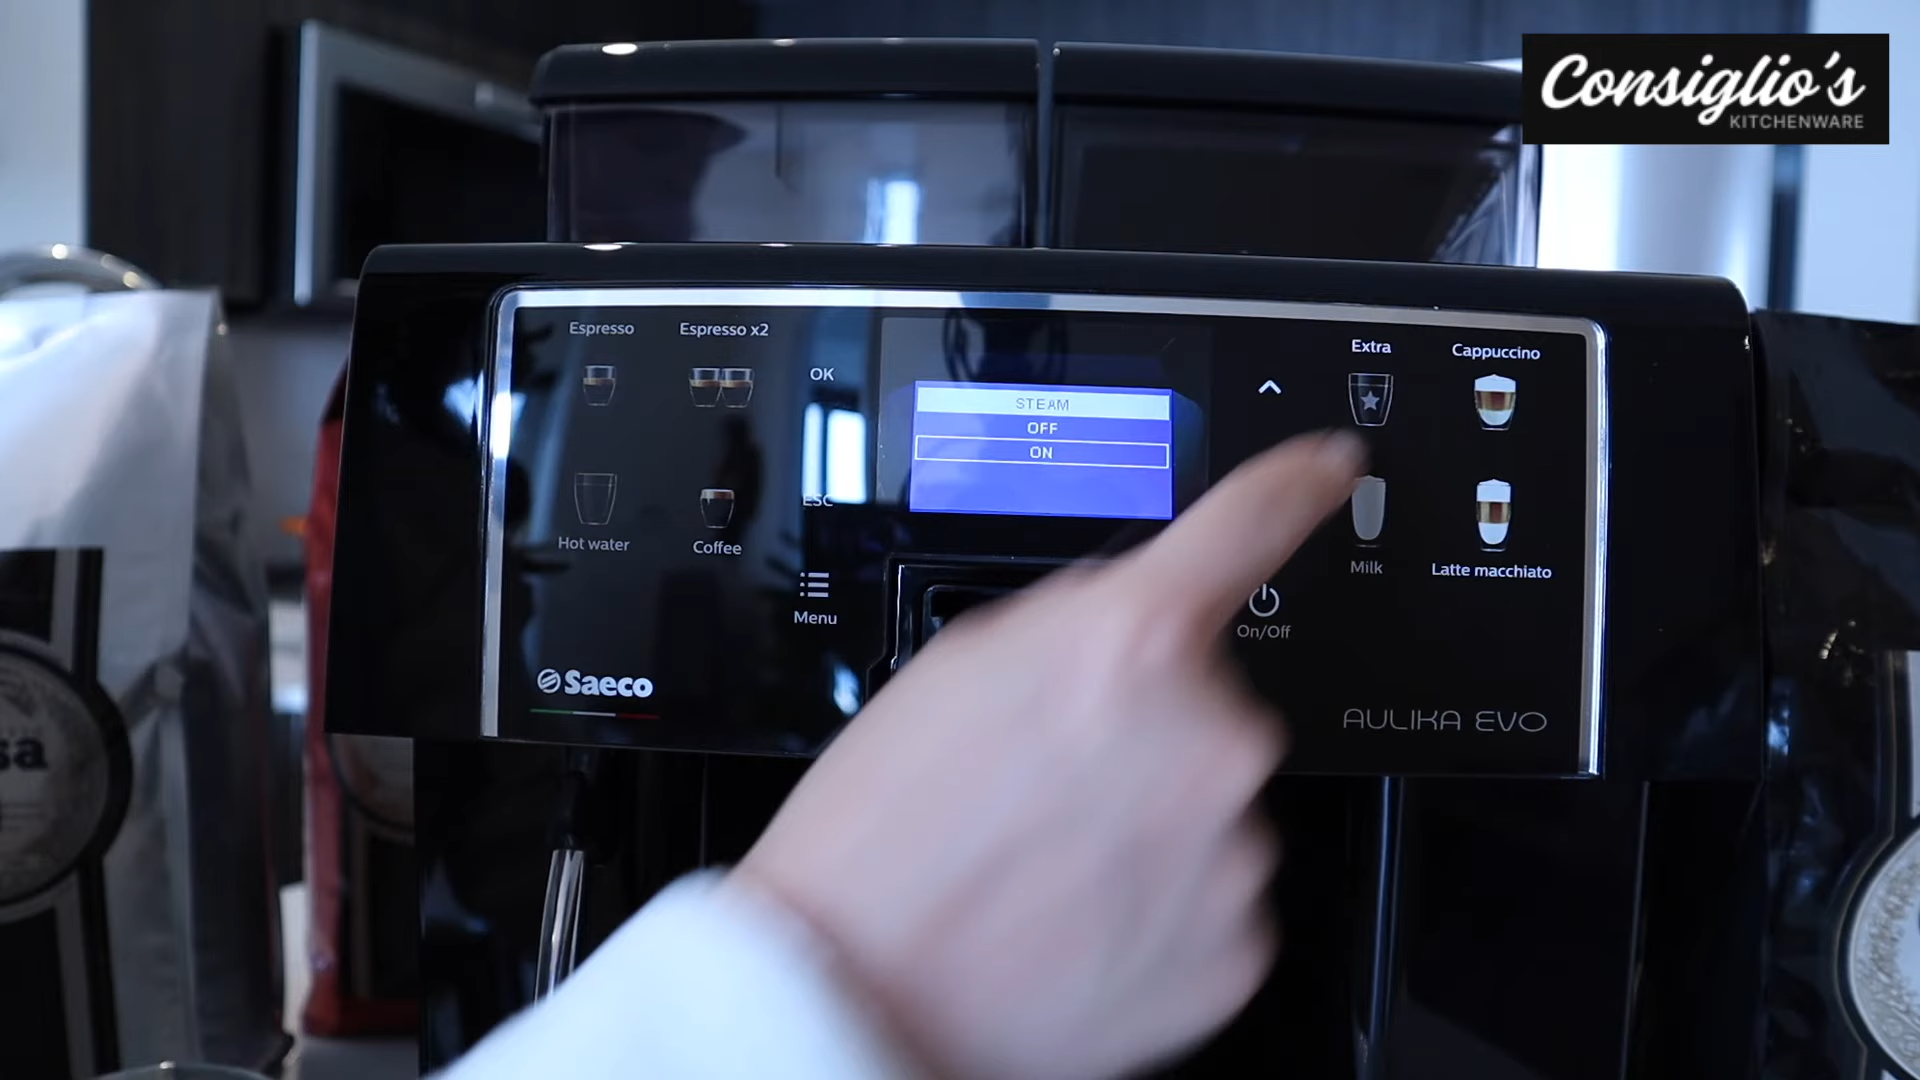 Consiglio's
KITCHENWARE
Espresso
Espresso x2
OK
STEAM
OFF
ON
Extra
Cappuccino
ESC
Hot water
Coffee
Milk
Latte macchiato
Menu
On/Off
Saeco
AULIKA EVO
sa